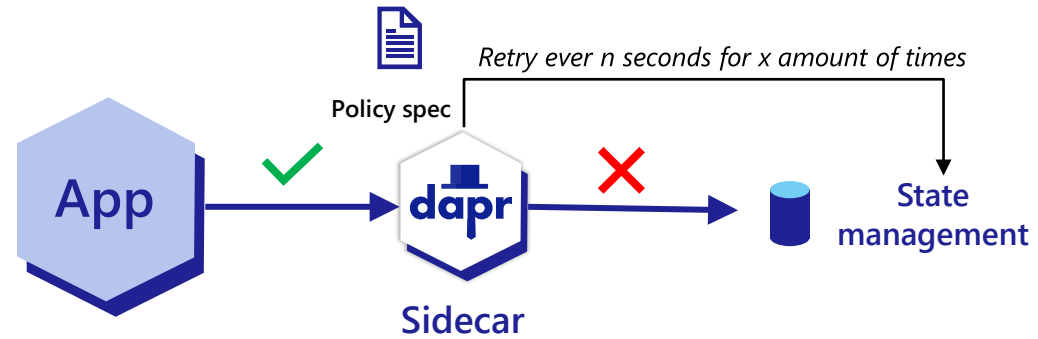 Retry ever n seconds for x amount of times
Policy spec
App
dapr
State
management
Sidecar